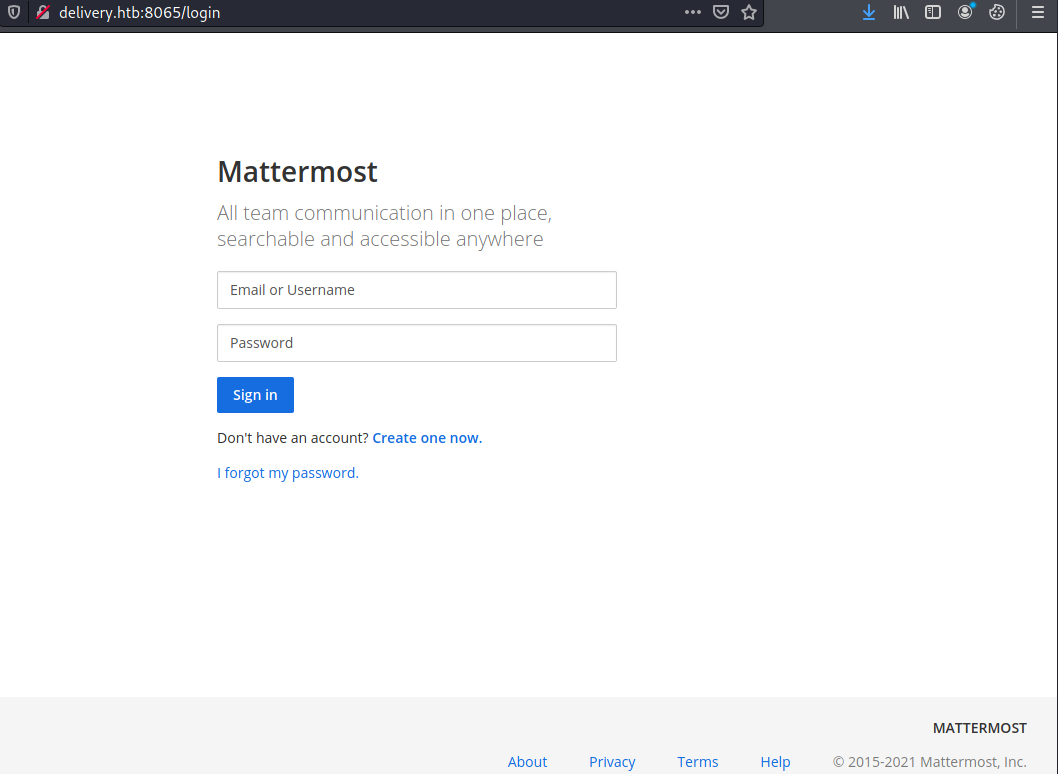 delivery.htb:8065/login
Mattermost
All team communication in one place,
searchable and accessible anywhere
Email or Username
Password
Sign in
Don't have an account? Create one now.
I forgot my password.
MATTERMOST
About Privacy Terms Help © 2015-2021 Mattermost, Inc.